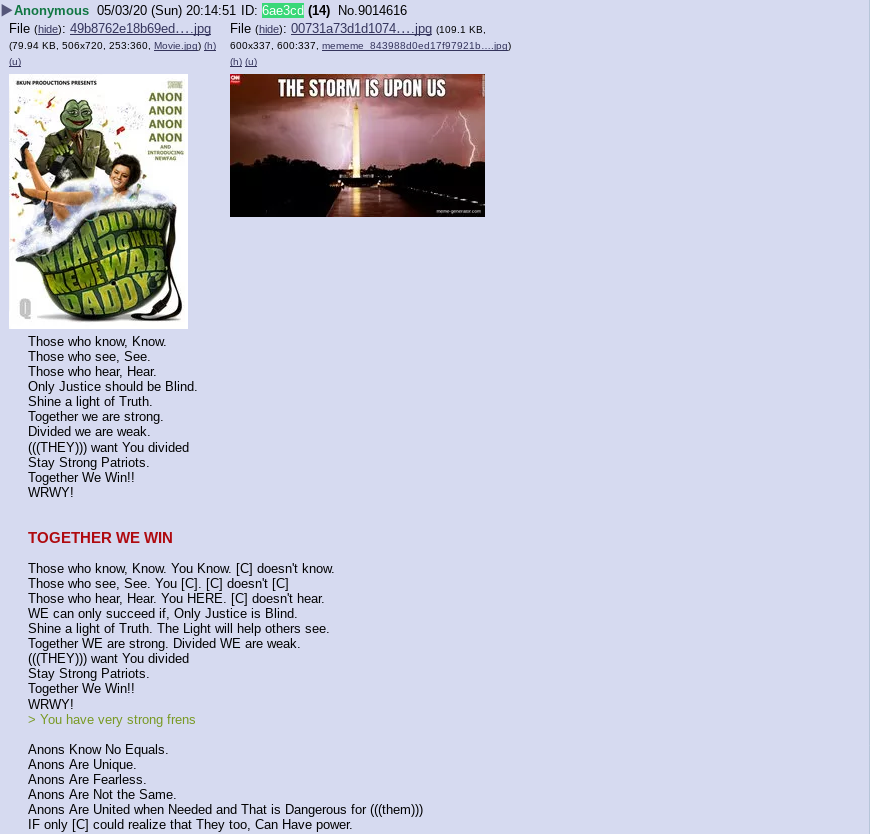 ▶Anonymous 05/03/20 (Sun) 20:14:51 ID: 6ae3cd (14) No.9014616
File (hide): 49b8762e18b69ed….jpg
(79.94 KB, 506x720, 253:360, Movie.jpg) (h)
(u)
File (hide): 00731a73d1d1074….jpg (109.1 KB,
600x337, 600:337, mememe_843988d0ed17f97921b….jpg)
(h) (u)
8KUN PRODUCTIONS PRESENTS
STARRING
ANON
ANON
ANON
ANON
AND
INTRODUCING
NEWFAG
WHAT DID YOU
DO IN THE
MEME WAR
DADDY?
Q
CNN
THE STORM IS UPON US
meme-generator.com
Those who know, Know.
Those who see, See.
Those who hear, Hear.
Only Justice should be Blind.
Shine a light of Truth.
Together we are strong.
Divided we are weak.
(((THEY))) want You divided
Stay Strong Patriots.
Together We Win!!
WRWY!
TOGETHER WE WIN
Those who know, Know. You Know. [C] doesn't know.
Those who see, See. You [C]. [C] doesn't [C]
Those who hear, Hear. You HERE. [C] doesn't hear.
WE can only succeed if, Only Justice is Blind.
Shine a light of Truth. The Light will help others see.
Together WE are strong. Divided WE are weak.
(((THEY))) want You divided
Stay Strong Patriots.
Together We Win!!
WRWY!
> You have very strong frens
Anons Know No Equals.
Anons Are Unique.
Anons Are Fearless.
Anons Are Not the Same.
Anons Are United when Needed and That is Dangerous for (((them)))
IF only [C] could realize that They too, Can Have power.